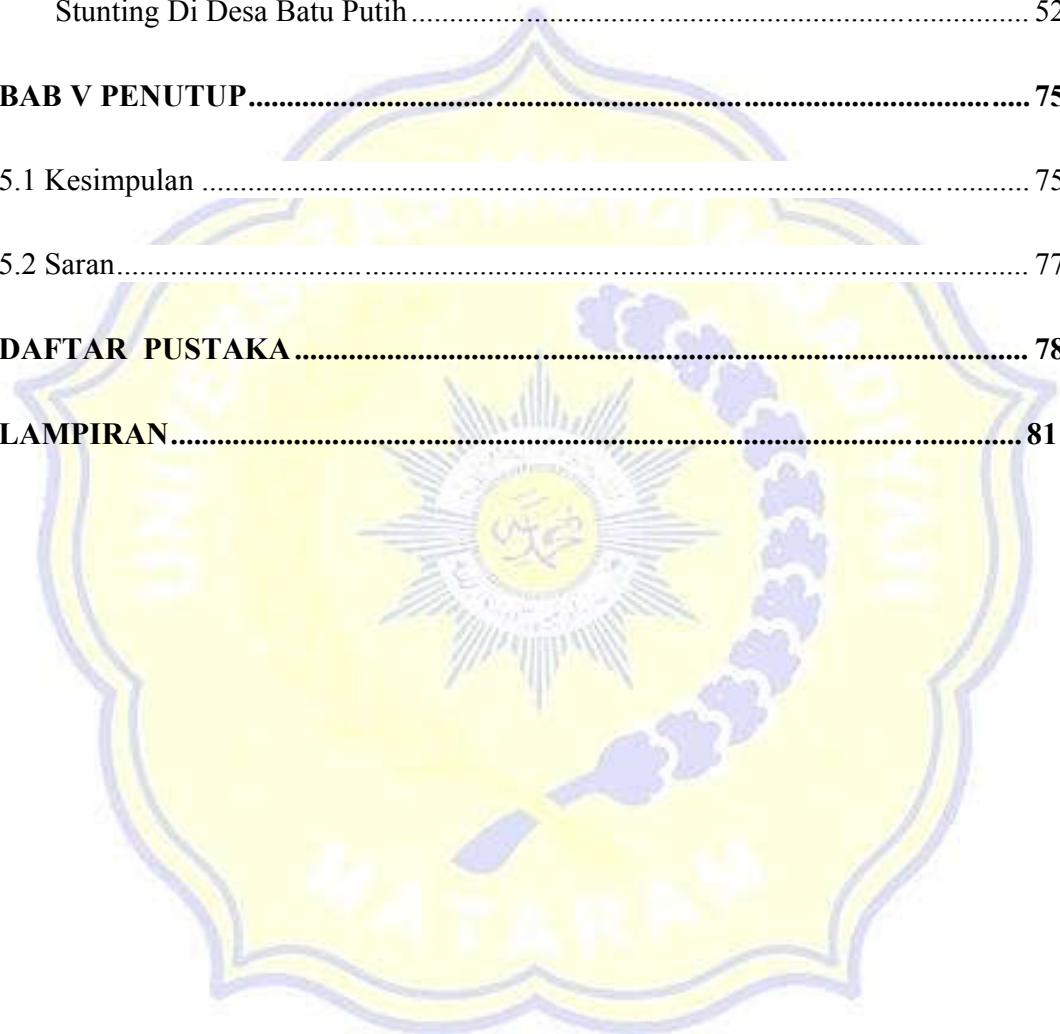 Stunting Di Desa Batu Putih ........................................................................ 52
BAB V PENUTUP ........................................................................ 75
5.1 Kesimpulan ........................................................................ 75
5.2 Saran ........................................................................ 77
DAFTAR  PUSTAKA ........................................................................ 78
LAMPIRAN ........................................................................ 81
MATARAM